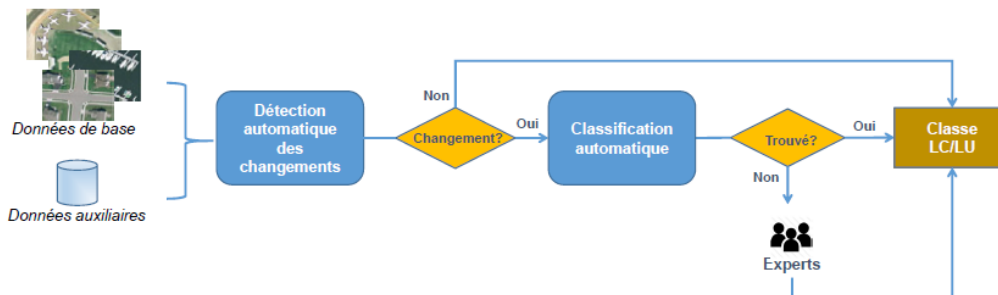 Données de base
Données auxiliaires
Détection
automatique
des
changements
Changement?
Non
Oui
Classification
automatique
Trouvé?
Oui
Non
Experts
Classe
LC/LU